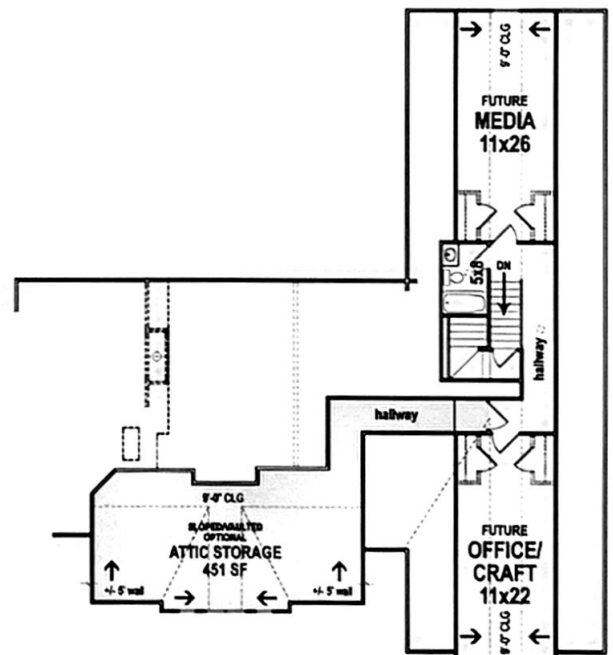 9'-0" CLG
FUTURE
MEDIA
11x26
5x8
DN
hallway
hallway
9'-0" CLG
SLOPED/VAULTED
OPTIONAL
ATTIC STORAGE
451 SF
+/- 5' wall
+/- 5' wall
FUTURE
OFFICE/
CRAFT
11x22
9'-0" CLG